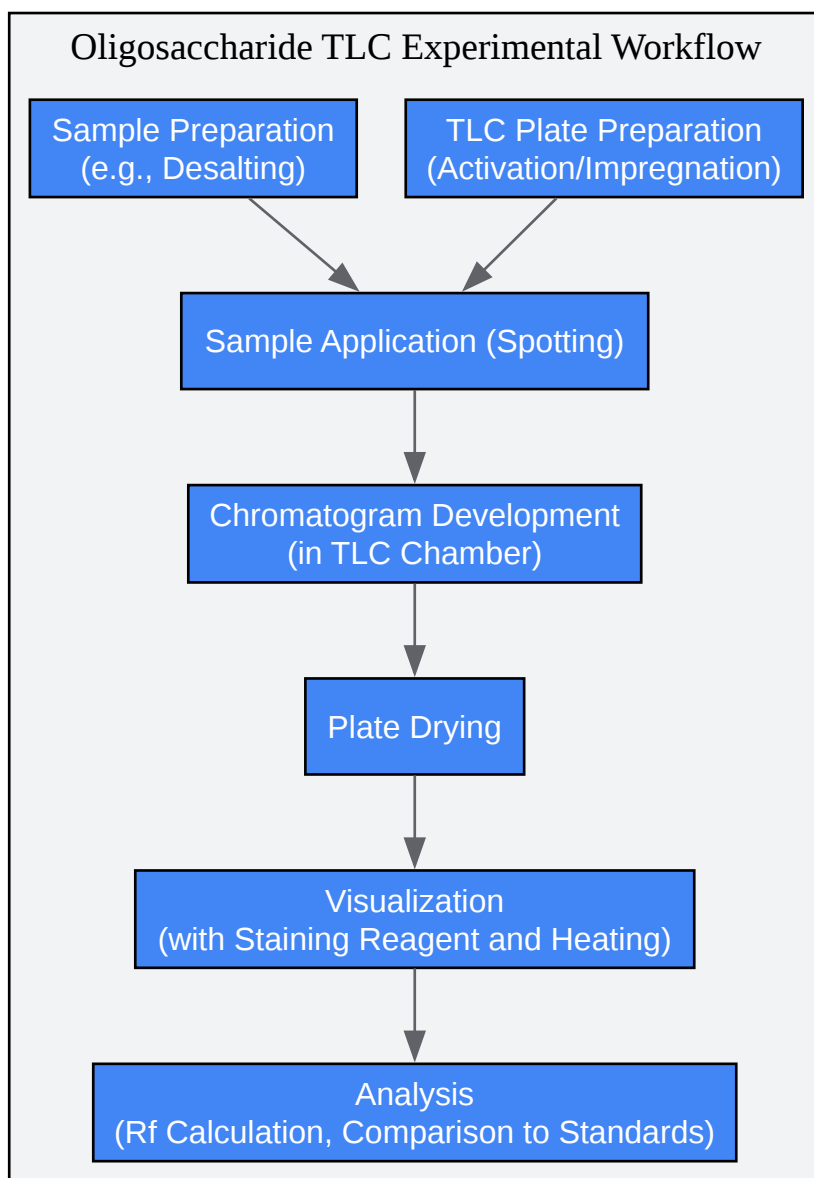 Oligosaccharide TLC Experimental Workflow
Sample Preparation
(e.g., Desalting)
TLC Plate Preparation
(Activation/Impregnation)
Sample Application (Spotting)
Chromatogram Development
(in TLC Chamber)
Plate Drying
Visualization
(with Staining Reagent and Heating)
Analysis
(Rf Calculation, Comparison to Standards)